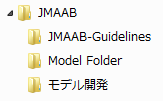 JMAAB
JMAAB-Guidelines
Model Folder
モデル開発